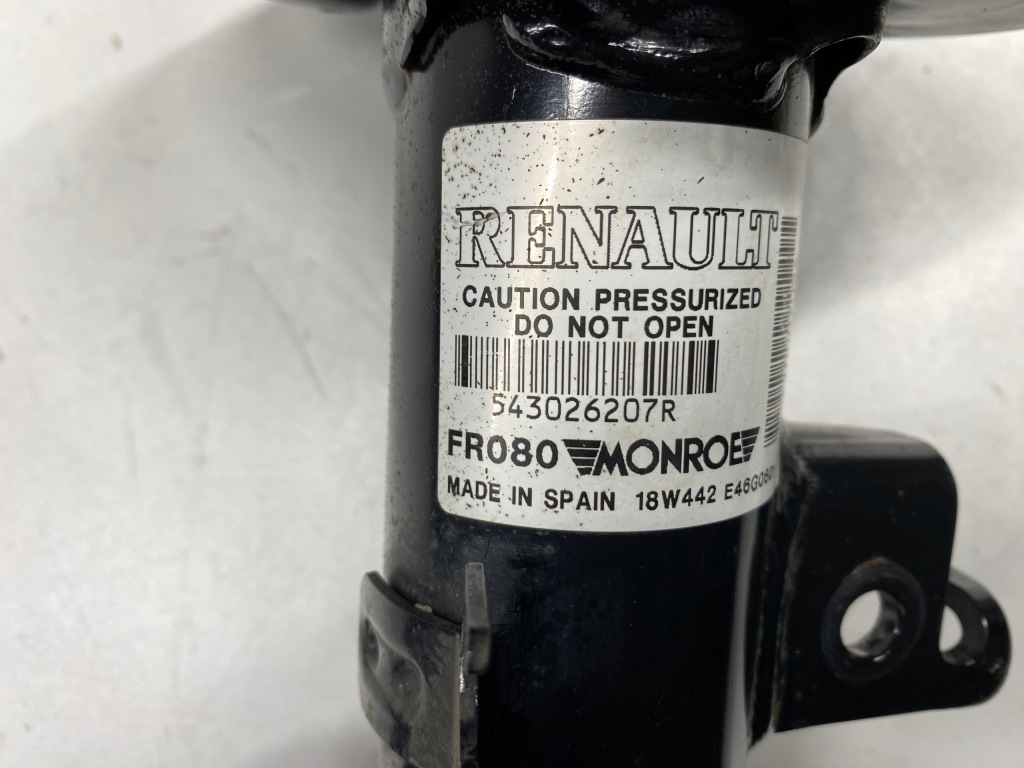 RENAULT
CAUTION PRESSURIZED
DO NOT OPEN
543026207R
FR080 MONROE
MADE IN SPAIN 18W442